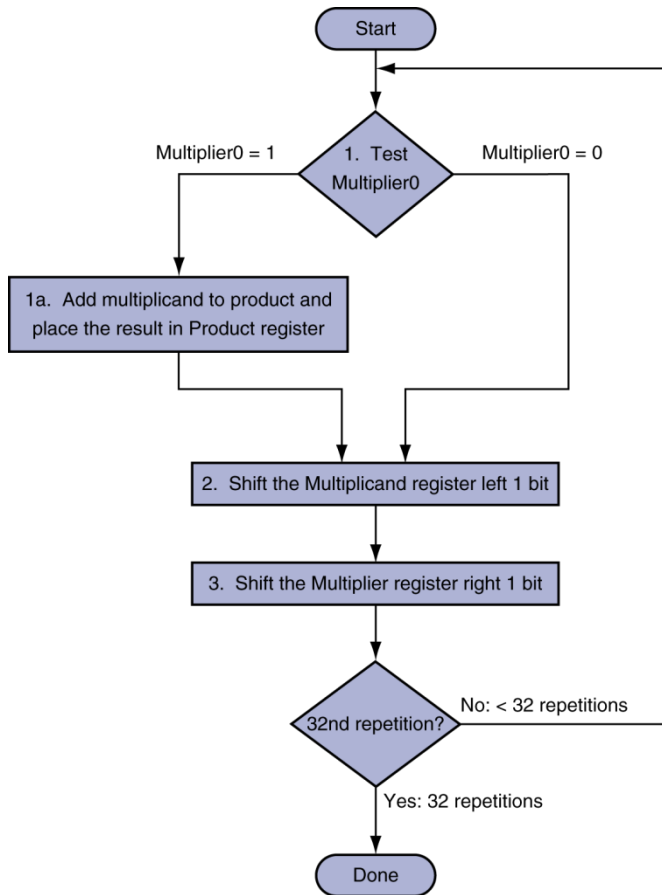 Start
Multiplier0 = 1
1. Test
Multiplier0
Multiplier0 = 0
1a. Add multiplicand to product and
place the result in Product register
2. Shift the Multiplicand register left 1 bit
3. Shift the Multiplier register right 1 bit
32nd repetition?
No: < 32 repetitions
Yes: 32 repetitions
Done